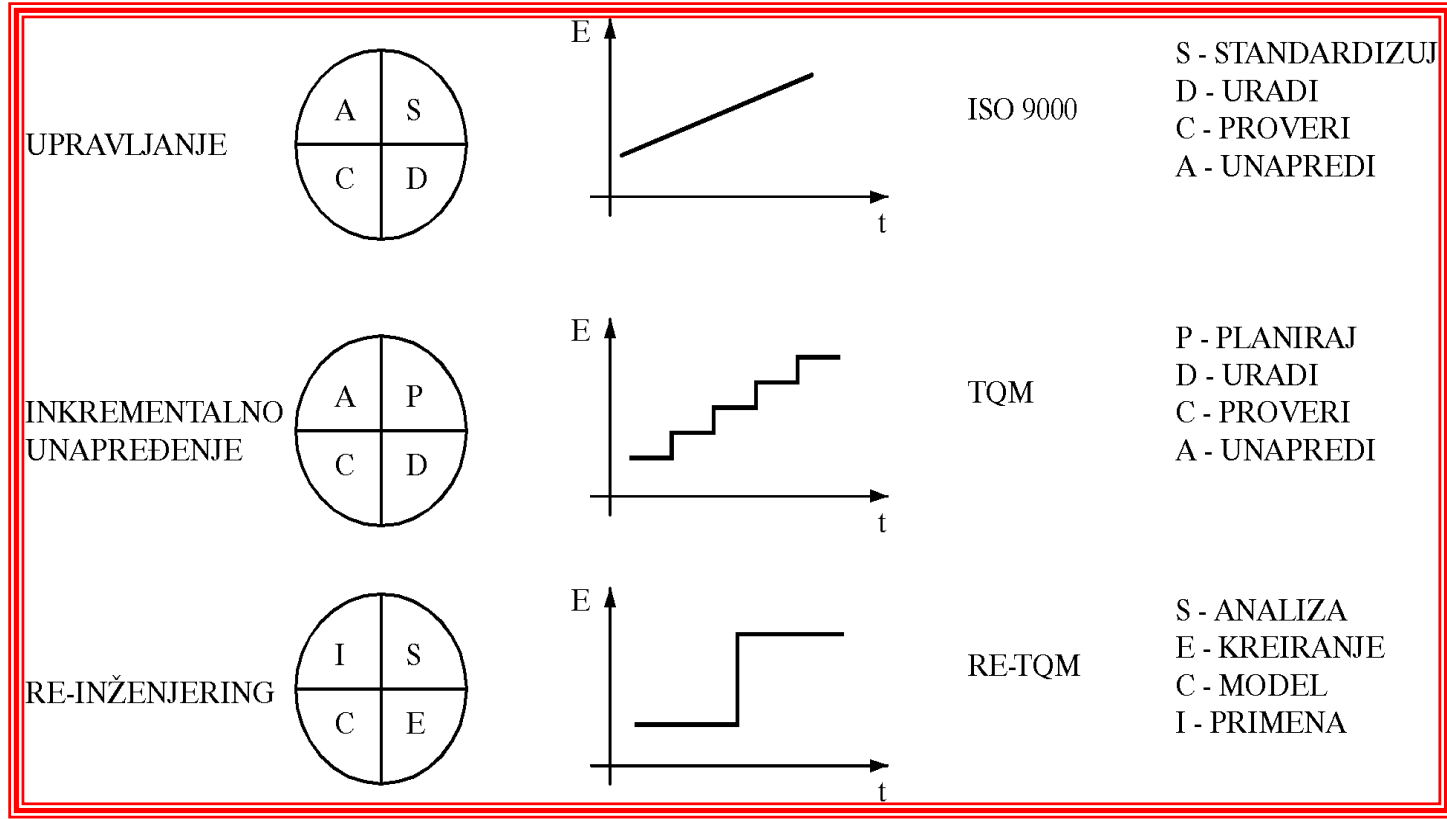 UPRAVLJANJE
A S
C D
E
t
ISO 9000
S - STANDARDIZUJ
D - URADI
C - PROVERI
A - UNAPREDI
INKREMENTALNO
UNAPREĐENJE
A P
C D
E
t
TQM
P - PLANIRAJ
D - URADI
C - PROVERI
A - UNAPREDI
RE-INŽENJERING
I S
C E
E
t
RE-TQM
S - ANALIZA
E - KREIRANJE
C - MODEL
I - PRIMENA